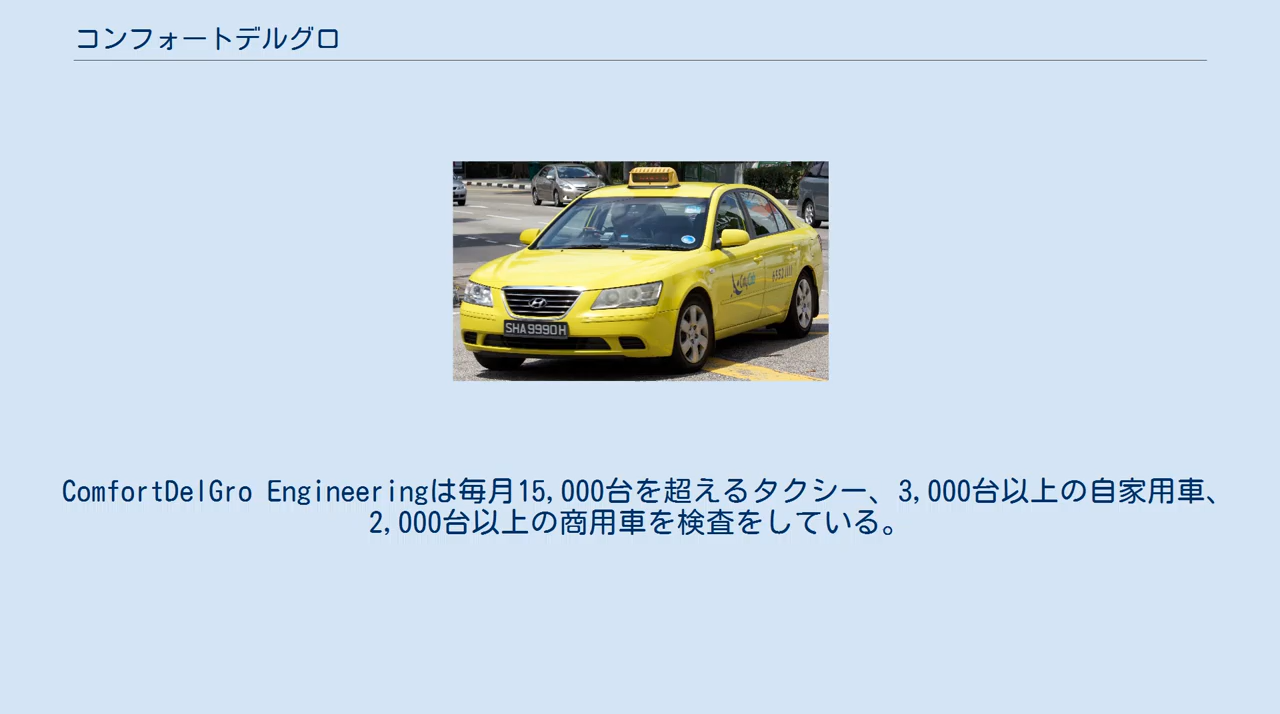 コンフォートデルグロ
SHA9990H
CityCab
ComfortDelGro Engineeringは毎月15,000台を超えるタクシー、3,000台以上の自家用車、
2,000台以上の商用車を検査をしている。